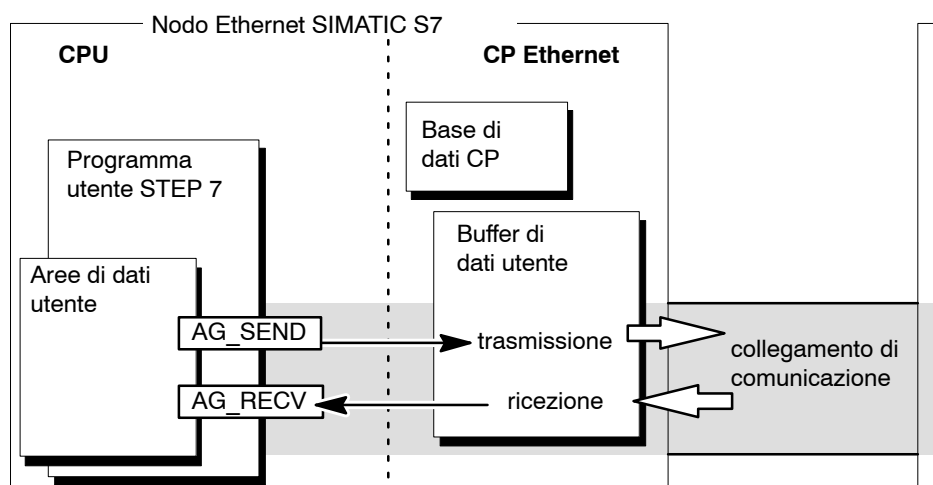 Nodo Ethernet SIMATIC S7
CPU
CP Ethernet
Base di
dati CP
Programma
utente STEP 7
Buffer di
dati utente
Aree di dati
utente
AG_SEND
trasmissione
collegamento di
comunicazione
AG_RECV
ricezione